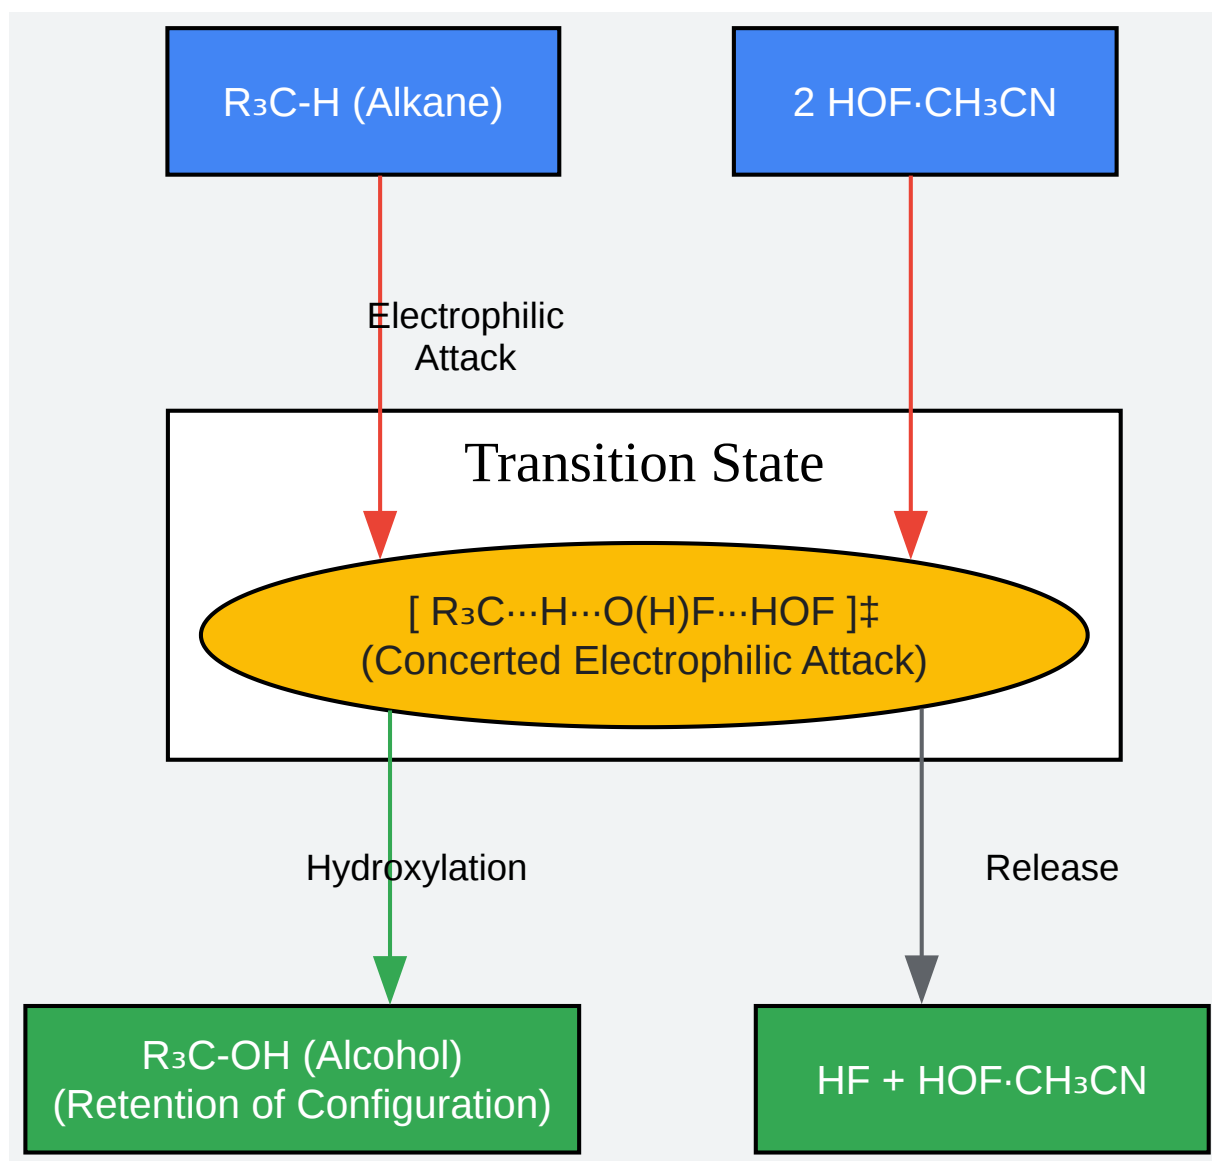 R₃C-H (Alkane)
2 HOF·CH₃CN
Electrophilic
Attack
Transition State
[ R₃C···H···O(H)F···HOF ]‡
(Concerted Electrophilic Attack)
Hydroxylation
Release
R₃C-OH (Alcohol)
(Retention of Configuration)
HF + HOF·CH₃CN